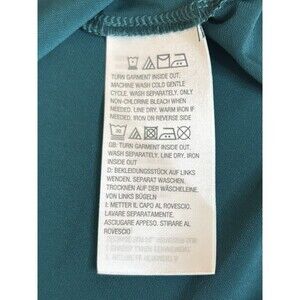 TURN GARMENT INSIDE OUT.
MACHINE WASH COLD GENTLE
CYCLE. WASH SEPARATELY. ONLY
NON-CHLORINE BLEACH WHEN
NEEDED. LINE DRY. WARM IRON IF
NEEDED. IRON ON REVERSE SIDE
GB: TURN GARMENT INSIDE OUT.
WASH SEPARATELY. LINE DRY. IRON
INSIDE OUT
D: BEKLEIDUNGSSTÜCK AUF LINKS
WENDEN. SEPARAT WASCHEN.
TROCKNEN AUF DER WÄSCHELEINE,
VON LINKS BÜGELN
I: METTER IL CAPO AL ROVESCIO.
LAVARE SEPARATAMENTE.
ASCIUGARE APPESO. STIRARE AL
ROVESCIO